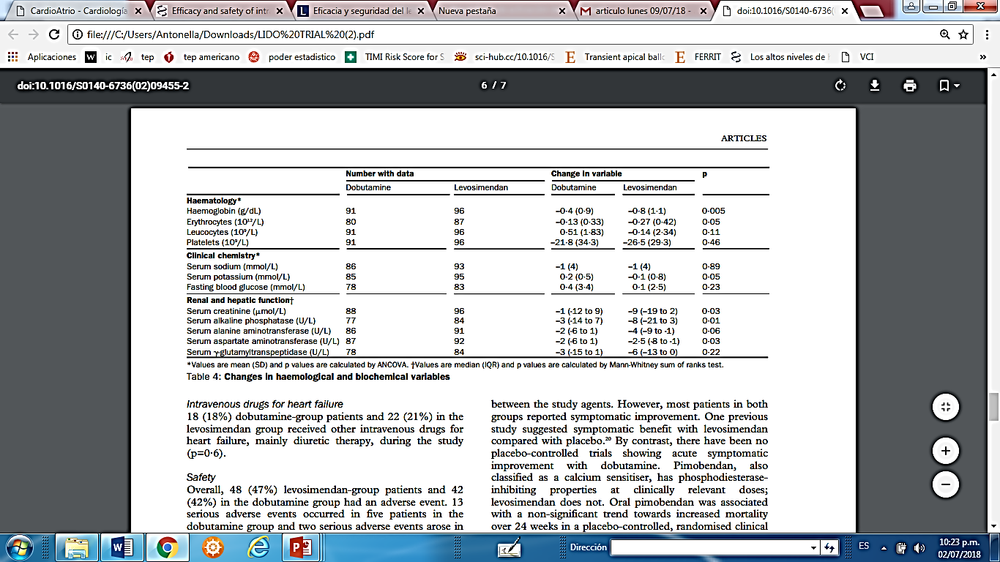 CardioAtrio - Cardiología
Efficacy and safety of int
Eficacia y seguridad del le
Nueva pestaña
articulo lunes 09/07/18 -
doi:10.1016/S0140-6736(
file:///C:/Users/Antonella/Downloads/LIDO%20TRIAL%20(2).pdf
Aplicaciones W ic tep tep americano poder estadistico TIMI Risk Score for S sci-hub.cc/10.1016/S Transient apical ball E FERRIT Los altos niveles de VCI »
doi:10.1016/S0140-6736(02)09455-2 6 / 7
ARTICLES
Number with data Change in variable p
Dobutamine Levosimendan Dobutamine Levosimendan
Haematology*
Haemoglobin (g/dL) 91 96 –0·4 (0·9) –0·8 (1·1) 0·005
Erythrocytes (10¹²/L) 80 87 –0·13 (0·33) –0·27 (0·42) 0·05
Leucocytes (10⁹/L) 91 96 0·51 (1·83) –0·14 (2·34) 0·11
Platelets (10⁹/L) 91 96 –21·8 (34·3) –26·5 (29·3) 0·46
Clinical chemistry*
Serum sodium (mmol/L) 86 93 –1 (4) –1 (4) 0·89
Serum potassium (mmol/L) 85 95 0·2 (0·5) –0·1 (0·8) 0·05
Fasting blood glucose (mmol/L) 78 83 0·4 (3·4) 0·1 (2·5) 0·23
Renal and hepatic function†
Serum creatinine (μmol/L) 88 96 –1 (-12 to 9) –9 (–19 to 2) 0·03
Serum alkaline phosphatase (U/L) 77 84 –3 (-14 to 7) –8 (–21 to 3) 0·01
Serum alanine aminotransferase (U/L) 86 91 –2 (-6 to 1) –4 (–9 to -1) 0·06
Serum aspartate aminotransferase (U/L) 87 92 –2 (-6 to 1) –2·5 (-8 to -1) 0·03
Serum γ-glutamyltranspeptidase (U/L) 78 84 –3 (-15 to 1) –6 (–13 to 0) 0·22
*Values are mean (SD) and p values are calculated by ANCOVA. †Values are median (IQR) and p values are calculated by Mann-Whitney sum of ranks test.
Table 4: Changes in haemological and biochemical variables
Intravenous drugs for heart failure
18 (18%) dobutamine-group patients and 22 (21%) in the
levosimendan group received other intravenous drugs for
heart failure, mainly diuretic therapy, during the study
(p=0·6).
Safety
Overall, 48 (47%) levosimendan-group patients and 42
(42%) in the dobutamine group had an adverse event. 13
serious adverse events occurred in five patients in the
dobutamine group and two serious adverse events arose in
between the study agents. However, most patients in both
groups reported symptomatic improvement. One previous
study suggested symptomatic benefit with levosimendan
compared with placebo.²⁰ By contrast, there have been no
placebo-controlled trials showing acute symptomatic
improvement with dobutamine. Pimobendan, also
classified as a calcium sensitiser, has phosphodiesterase-
inhibiting properties at clinically relevant doses;
levosimendan does not. Oral pimobendan was associated
with a non-significant trend towards increased mortality
over 24 weeks in a placebo-controlled, randomised clinical
Dirección ES 10:23 p.m.
02/07/2018